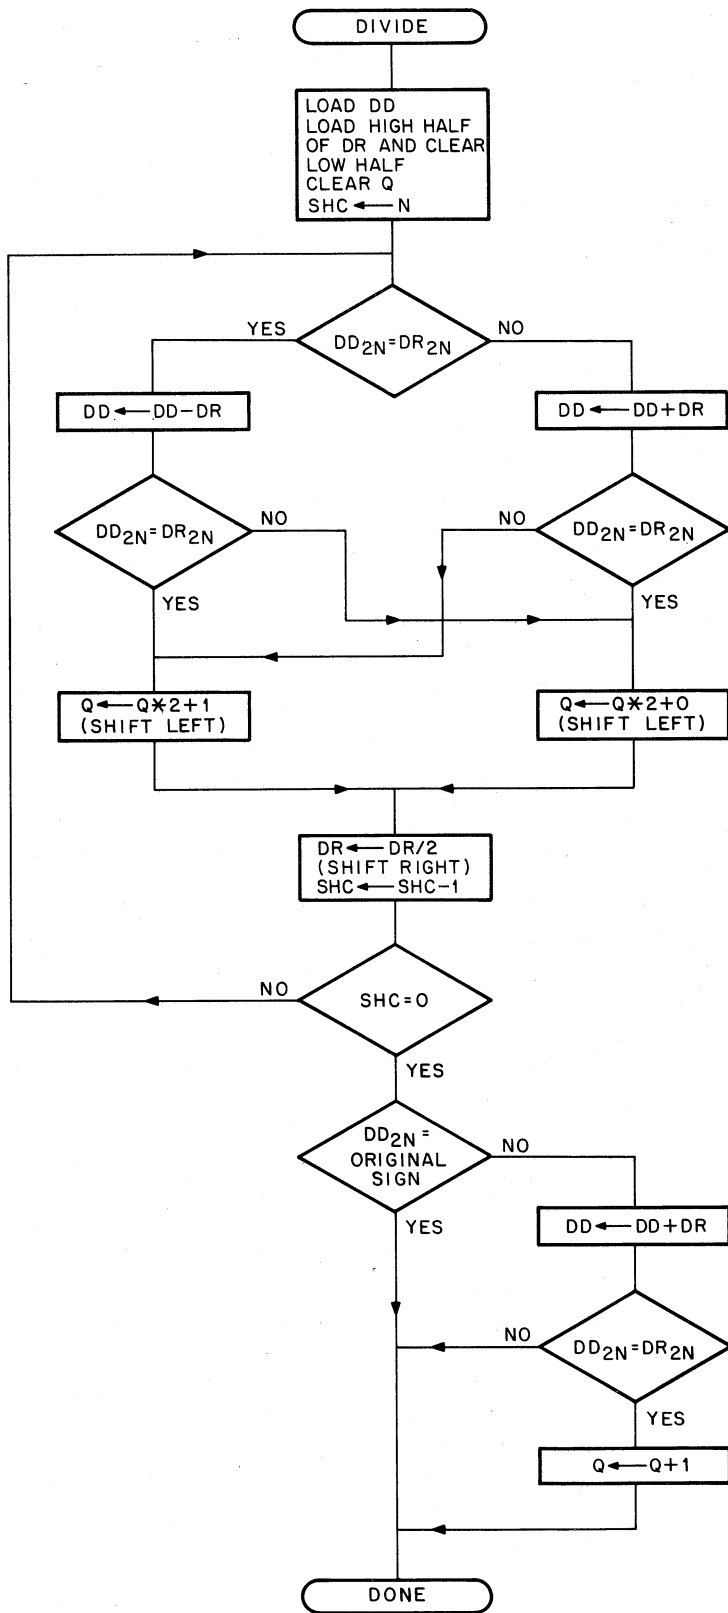 DIVIDE
LOAD DD
LOAD HIGH HALF
OF DR AND CLEAR
LOW HALF
CLEAR Q
SHC ← N
YES
DD2N=DR2N
NO
DD ← DD-DR
DD ← DD+DR
DD2N=DR2N
NO
NO
DD2N=DR2N
YES
YES
Q ← Q*2+1
(SHIFT LEFT)
Q ← Q*2+0
(SHIFT LEFT)
DR ← DR/2
(SHIFT RIGHT)
SHC ← SHC-1
NO
SHC=0
YES
DD2N=
ORIGINAL
SIGN
NO
YES
DD ← DD+DR
NO
DD2N=DR2N
YES
Q ← Q+1
DONE